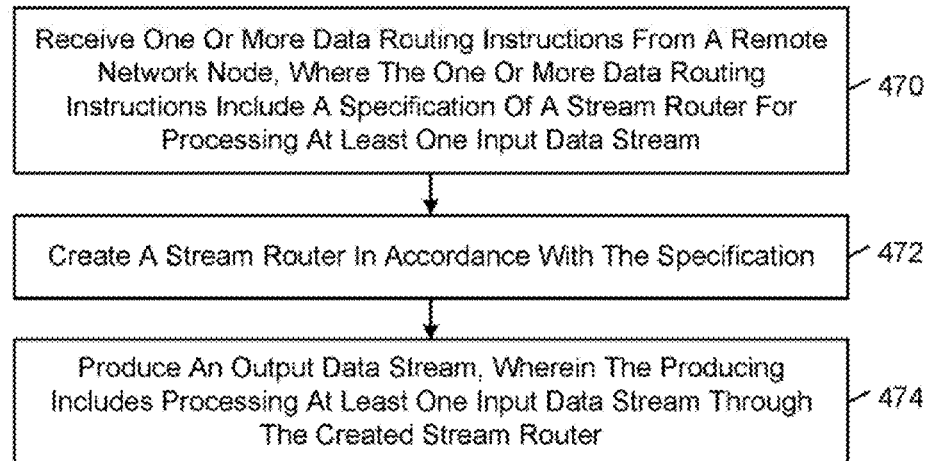 Receive One Or More Data Routing Instructions From A Remote
Network Node, Where The One Or More Data Routing
Instructions Include A Specification Of A Stream Router For
Processing At Least One Input Data Stream
470
Create A Stream Router In Accordance With The Specification
472
Produce An Output Data Stream, Wherein The Producing
Includes Processing At Least One Input Data Stream Through
The Created Stream Router
474